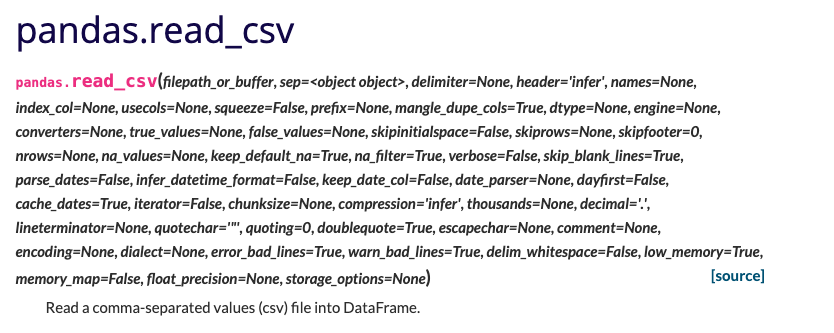 pandas.read_csv
pandas.read_csv(filepath_or_buffer, sep=<object object>, delimiter=None, header='infer', names=None,
index_col=None, usecols=None, squeeze=False, prefix=None, mangle_dupe_cols=True, dtype=None, engine=None,
converters=None, true_values=None, false_values=None, skipinitialspace=False, skiprows=None, skipfooter=0,
nrows=None, na_values=None, keep_default_na=True, na_filter=True, verbose=False, skip_blank_lines=True,
parse_dates=False, infer_datetime_format=False, keep_date_col=False, date_parser=None, dayfirst=False,
cache_dates=True, iterator=False, chunksize=None, compression='infer', thousands=None, decimal='.',
lineterminator=None, quotechar='"', quoting=0, doublequote=True, escapechar=None, comment=None,
encoding=None, dialect=None, error_bad_lines=True, warn_bad_lines=True, delim_whitespace=False, low_memory=True,
memory_map=False, float_precision=None, storage_options=None) [source]
Read a comma-separated values (csv) file into DataFrame.